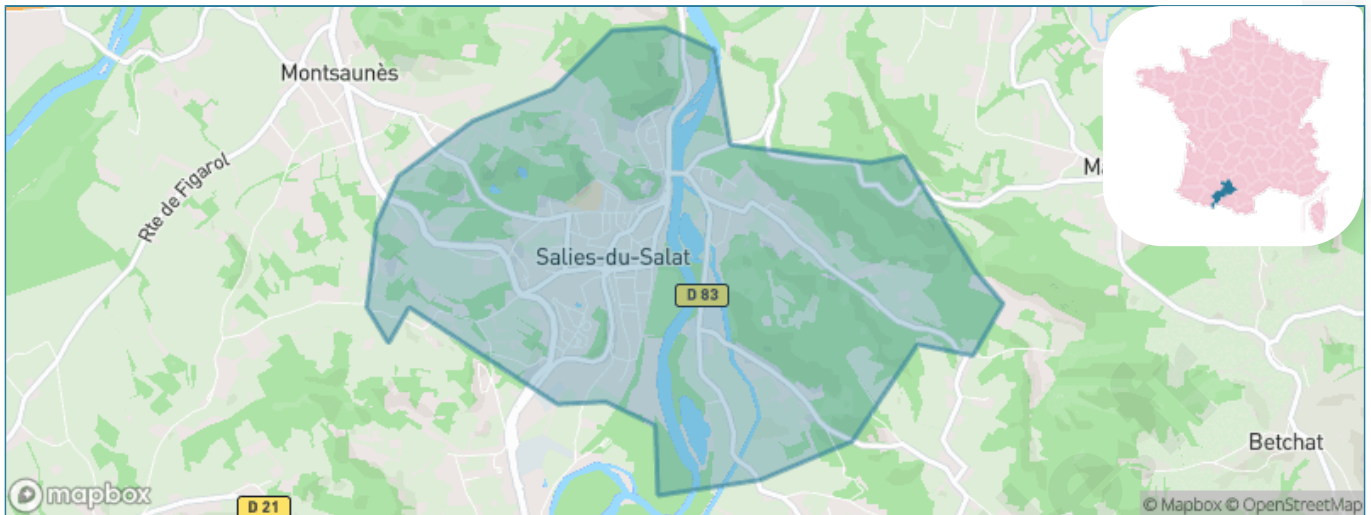 Montsaunès
Rte de Figarol
Salies-du-Salat
D 83
Betchat
D 21
mapbox
© Mapbox © OpenStreetMap